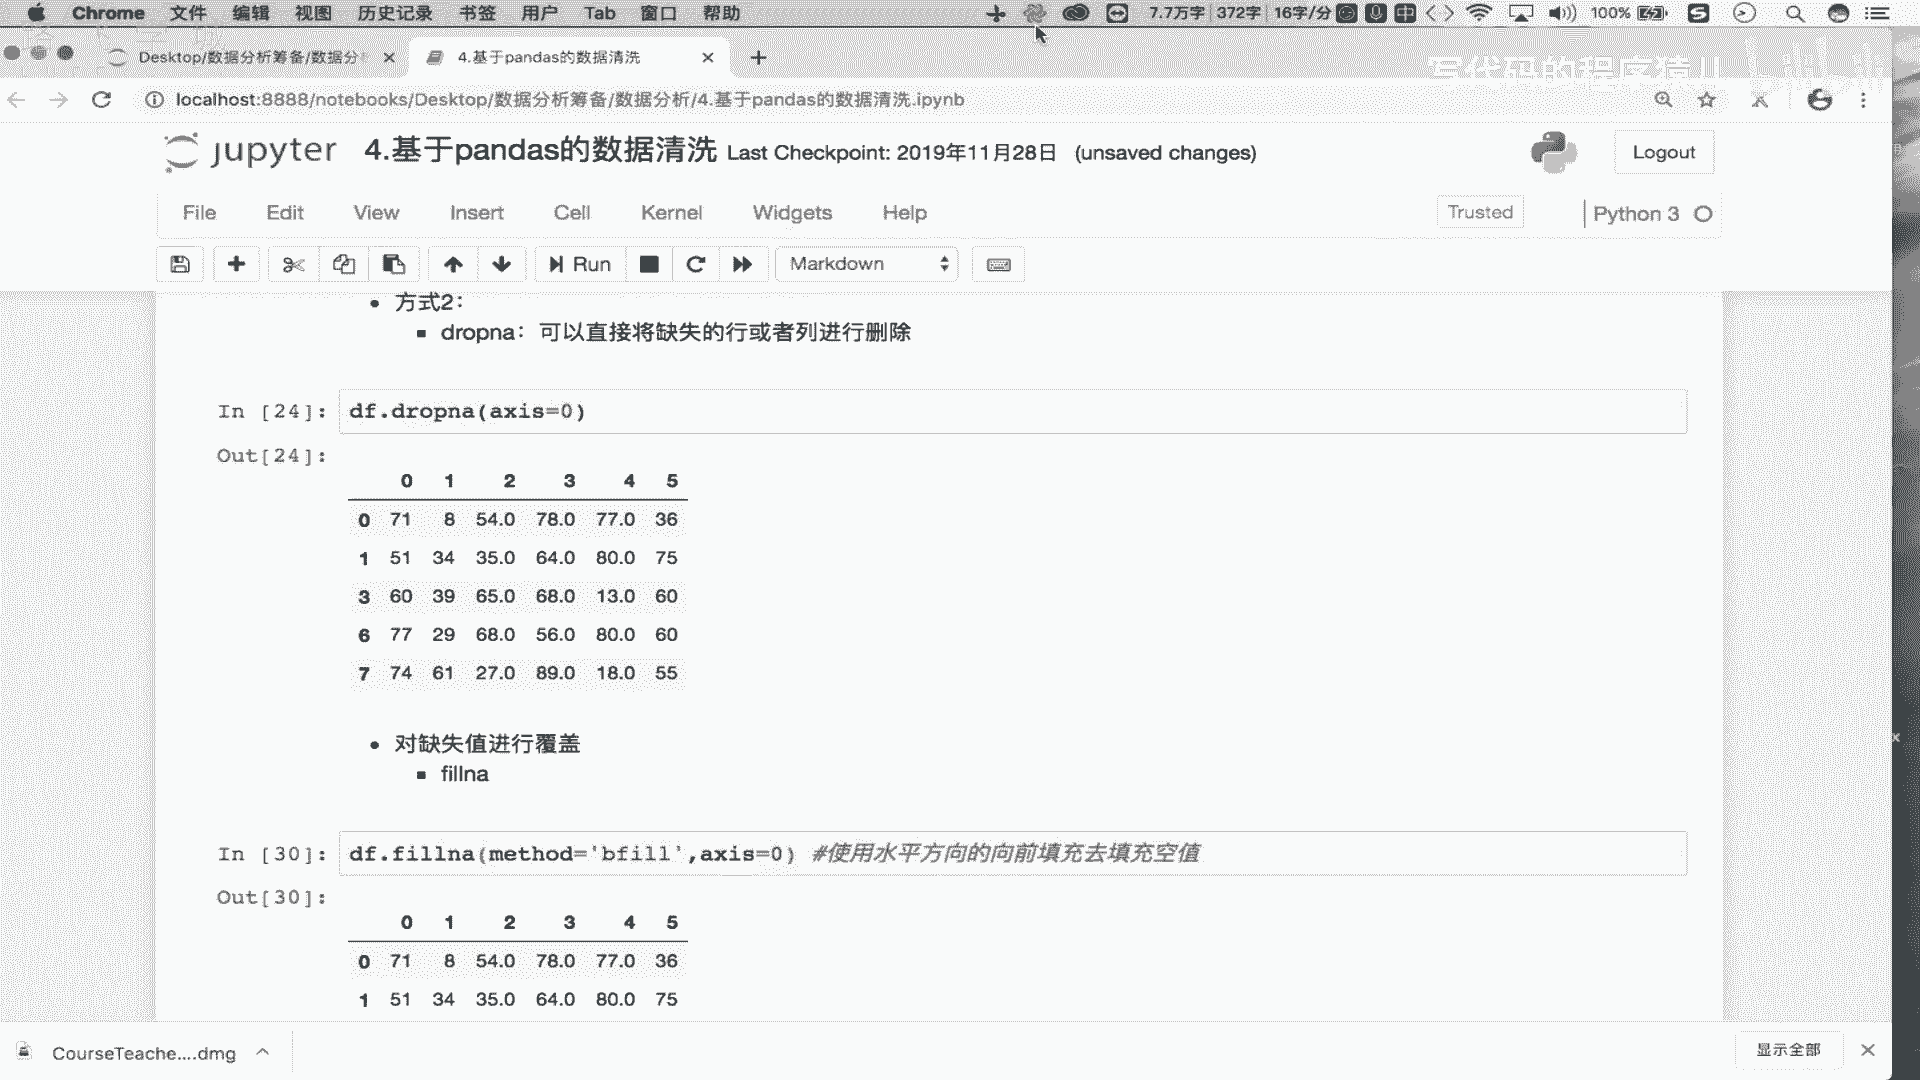 Chrome 文件 编辑 视图 历史记录 书签 用户 Tab 窗口 帮助 7.7万字 372字 16字/分 中 100%
Desktop/数据分析筹备/数据分 4.基于pandas的数据清洗
写代码的程序猿儿
localhost:8888/notebooks/Desktop/数据分析筹备/数据分析/4.基于pandas的数据清洗.ipynb
jupyter 4.基于pandas的数据清洗 Last Checkpoint: 2019年11月28日 (unsaved changes) Logout
File Edit View Insert Cell Kernel Widgets Help Trusted Python 3
Run Markdown
方式2：
dropna：可以直接将缺失的行或者列进行删除
In [24]: df.dropna(axis=0)
Out[24]:
0 1 2 3 4 5
0 71 8 54.0 78.0 77.0 36
1 51 34 35.0 64.0 80.0 75
3 60 39 65.0 68.0 13.0 60
6 77 29 68.0 56.0 80.0 60
7 74 61 27.0 89.0 18.0 55
对缺失值进行覆盖
fillna
In [30]: df.fillna(method='bfill',axis=0) #使用水平方向的向前填充去填充空值
Out[30]:
0 1 2 3 4 5
0 71 8 54.0 78.0 77.0 36
1 51 34 35.0 64.0 80.0 75
CourseTeache....dmg 显示全部